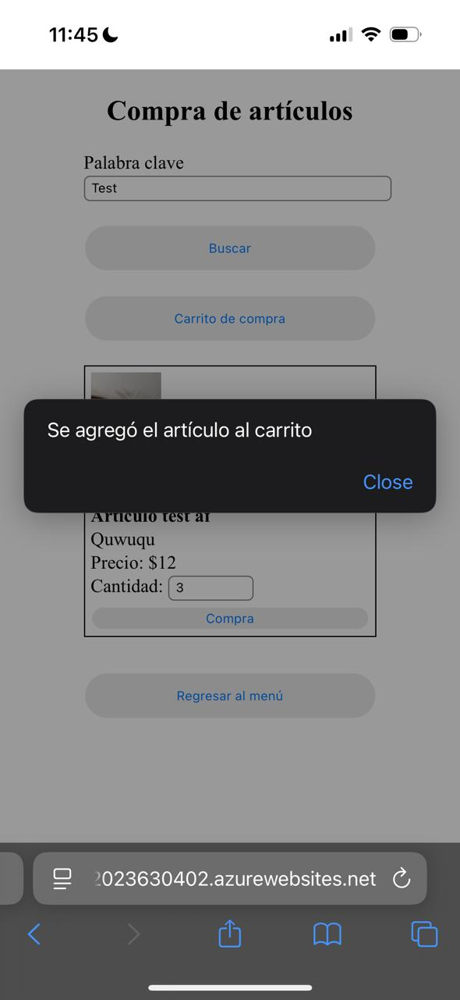 11:45
Compra de artículos
Palabra clave
Test
Buscar
Carrito de compra
Se agregó el artículo al carrito
Close
Artículo test af
Quwuqu
Precio: $12
Cantidad: 3
Compra
Regresar al menú
2023630402.azurewebsites.net